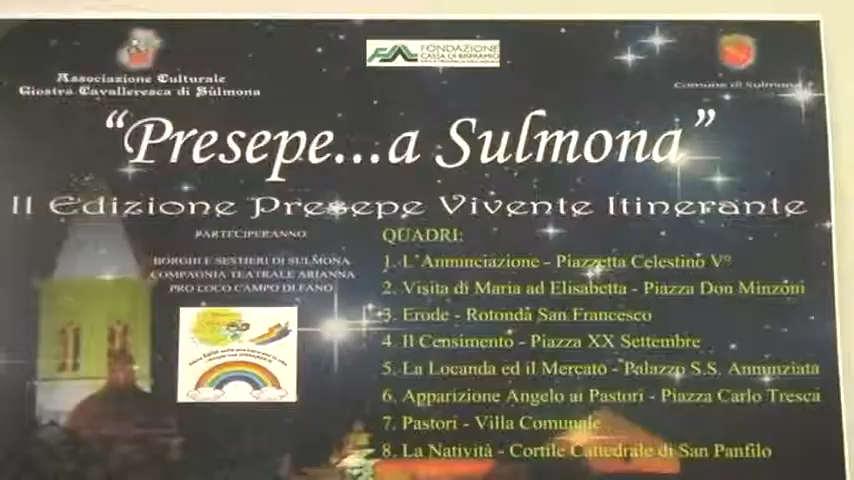 Associazione Culturale
Giostra Cavalleresca di Sulmona
FONDAZIONE
CASSA DI RISPARMIO
Comune di Sulmona
"Presepe...a Sulmona"
II Edizione Presepe Vivente Itinerante
PARTECIPERANNO
BORGHI E SESTIERI DI SULMONA
COMPAGNIA TEATRALE ARIANNA
PRO LOCO CAMPO DI FANO
QUADRI:
1. L'Annunciazione - Piazzetta Celestino V°
2. Visita di Maria ad Elisabetta - Piazza Don Minzoni
3. Erode - Rotonda San Francesco
4. Il Censimento - Piazza XX Settembre
5. La Locanda ed il Mercato - Palazzo S.S. Annunziata
6. Apparizione Angelo ai Pastori - Piazza Carlo Tresca
7. Pastori - Villa Comunale
8. La Natività - Cortile Cattedrale di San Panfilo